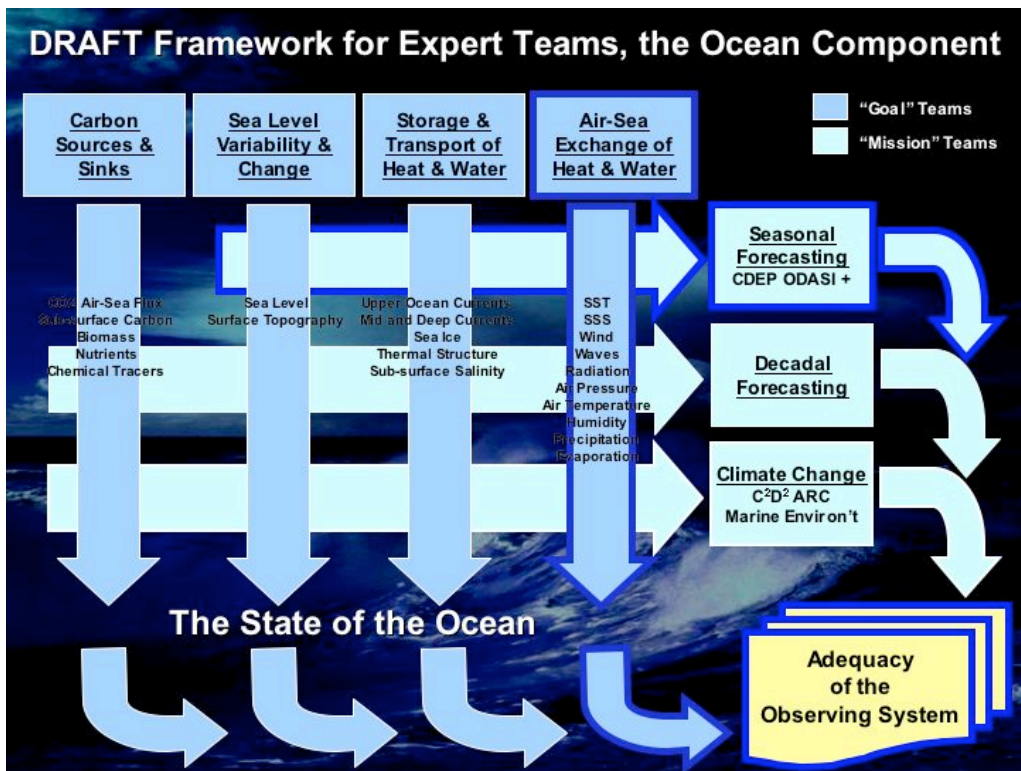 DRAFT Framework for Expert Teams, the Ocean Component
Carbon
Sources &
Sinks
Sea Level
Variability &
Change
Storage &
Transport of
Heat & Water
Air-Sea
Exchange of
Heat & Water
"Goal" Teams
"Mission" Teams
Seasonal
Forecasting
CDEP ODASI +
Air-Sea Flux
Sub-surface Carbon
Biomass
Nutrients
Chemical Tracers
Sea Level
Surface Topography
Upper Ocean Currents
Mid and Deep Currents
Sea Ice
Thermal Structure
Sub-surface Salinity
SST
SSS
Wind
Waves
Radiation
Air Pressure
Air Temperature
Humidity
Precipitation
Evaporation
Decadal
Forecasting
Climate Change
C²D² ARC
Marine Environ't
The State of the Ocean
Adequacy
of the
Observing System